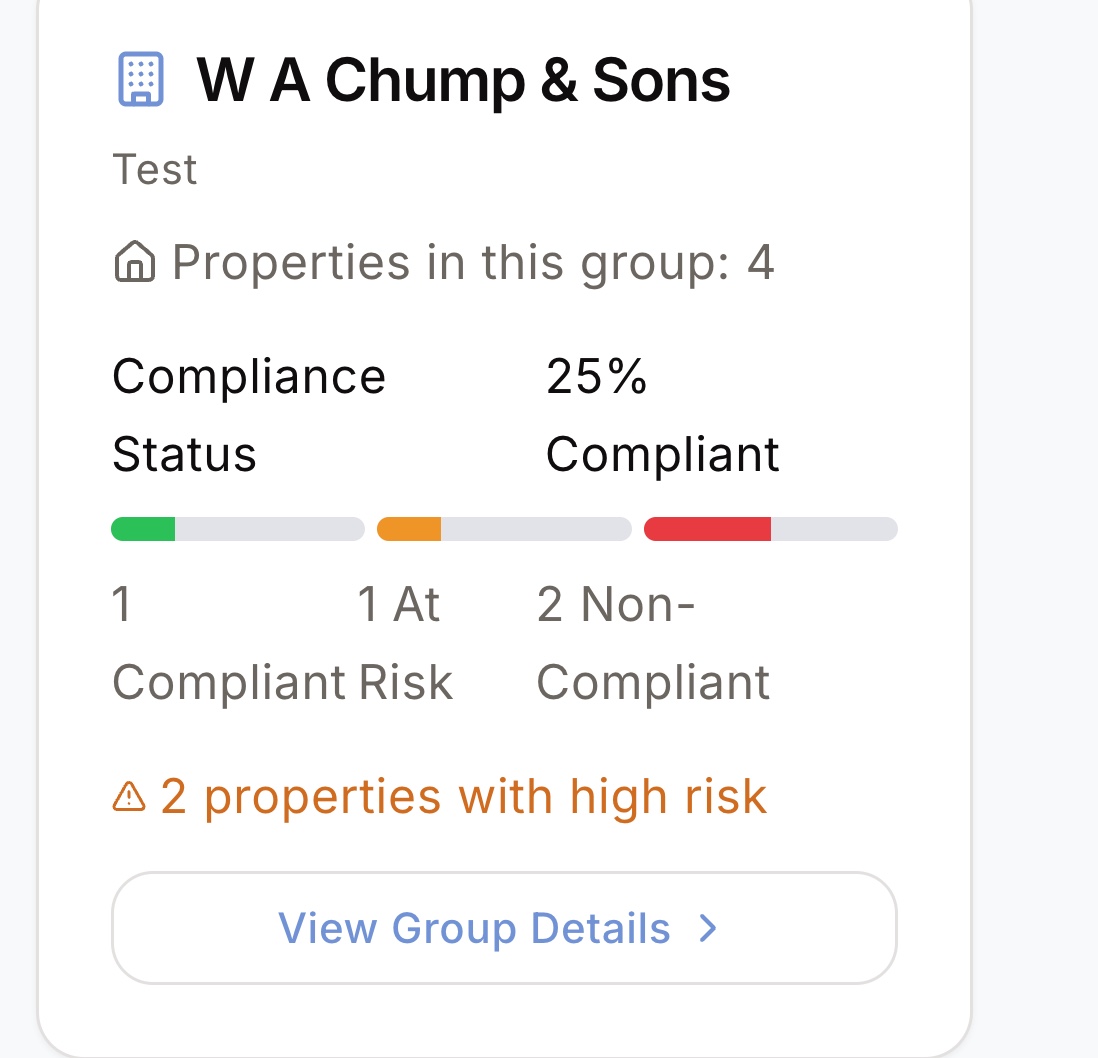 W A Chump & Sons
Test
Properties in this group: 4
Compliance 25%
Status Compliant
1 1 At 2 Non-
Compliant Risk Compliant
2 properties with high risk
View Group Details